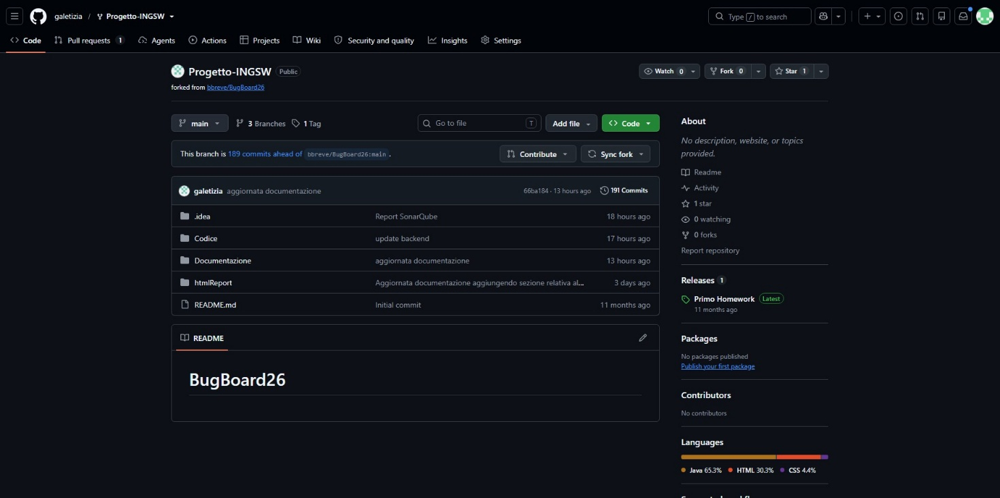 galetizia / Progetto-INGSW
Type / to search
Code Pull requests 1 Agents Actions Projects Wiki Security and quality Insights Settings
Progetto-INGSW Public
Watch 0 Fork 0 Star 1
forked from bbreve/BugBoard26
main 3 Branches 1 Tag
Go to file T Add file Code
This branch is 189 commits ahead of bbreve/BugBoard26:main .
Contribute Sync fork
galetizia aggiornata documentazione 66ba184 · 13 hours ago 191 Commits
.idea Report SonarQube 18 hours ago
Codice update backend 17 hours ago
Documentazione aggiornata documentazione 13 hours ago
htmlReport Aggiornata documentazione aggiungendo sezione relativa al... 3 days ago
README.md Initial commit 11 months ago
README
BugBoard26
About
No description, website, or topics
provided.
Readme
Activity
1 star
0 watching
0 forks
Report repository
Releases 1
Primo Homework Latest
11 months ago
Packages
No packages published
Publish your first package
Contributors
No contributors
Languages
Java 65.3% HTML 30.3% CSS 4.4%